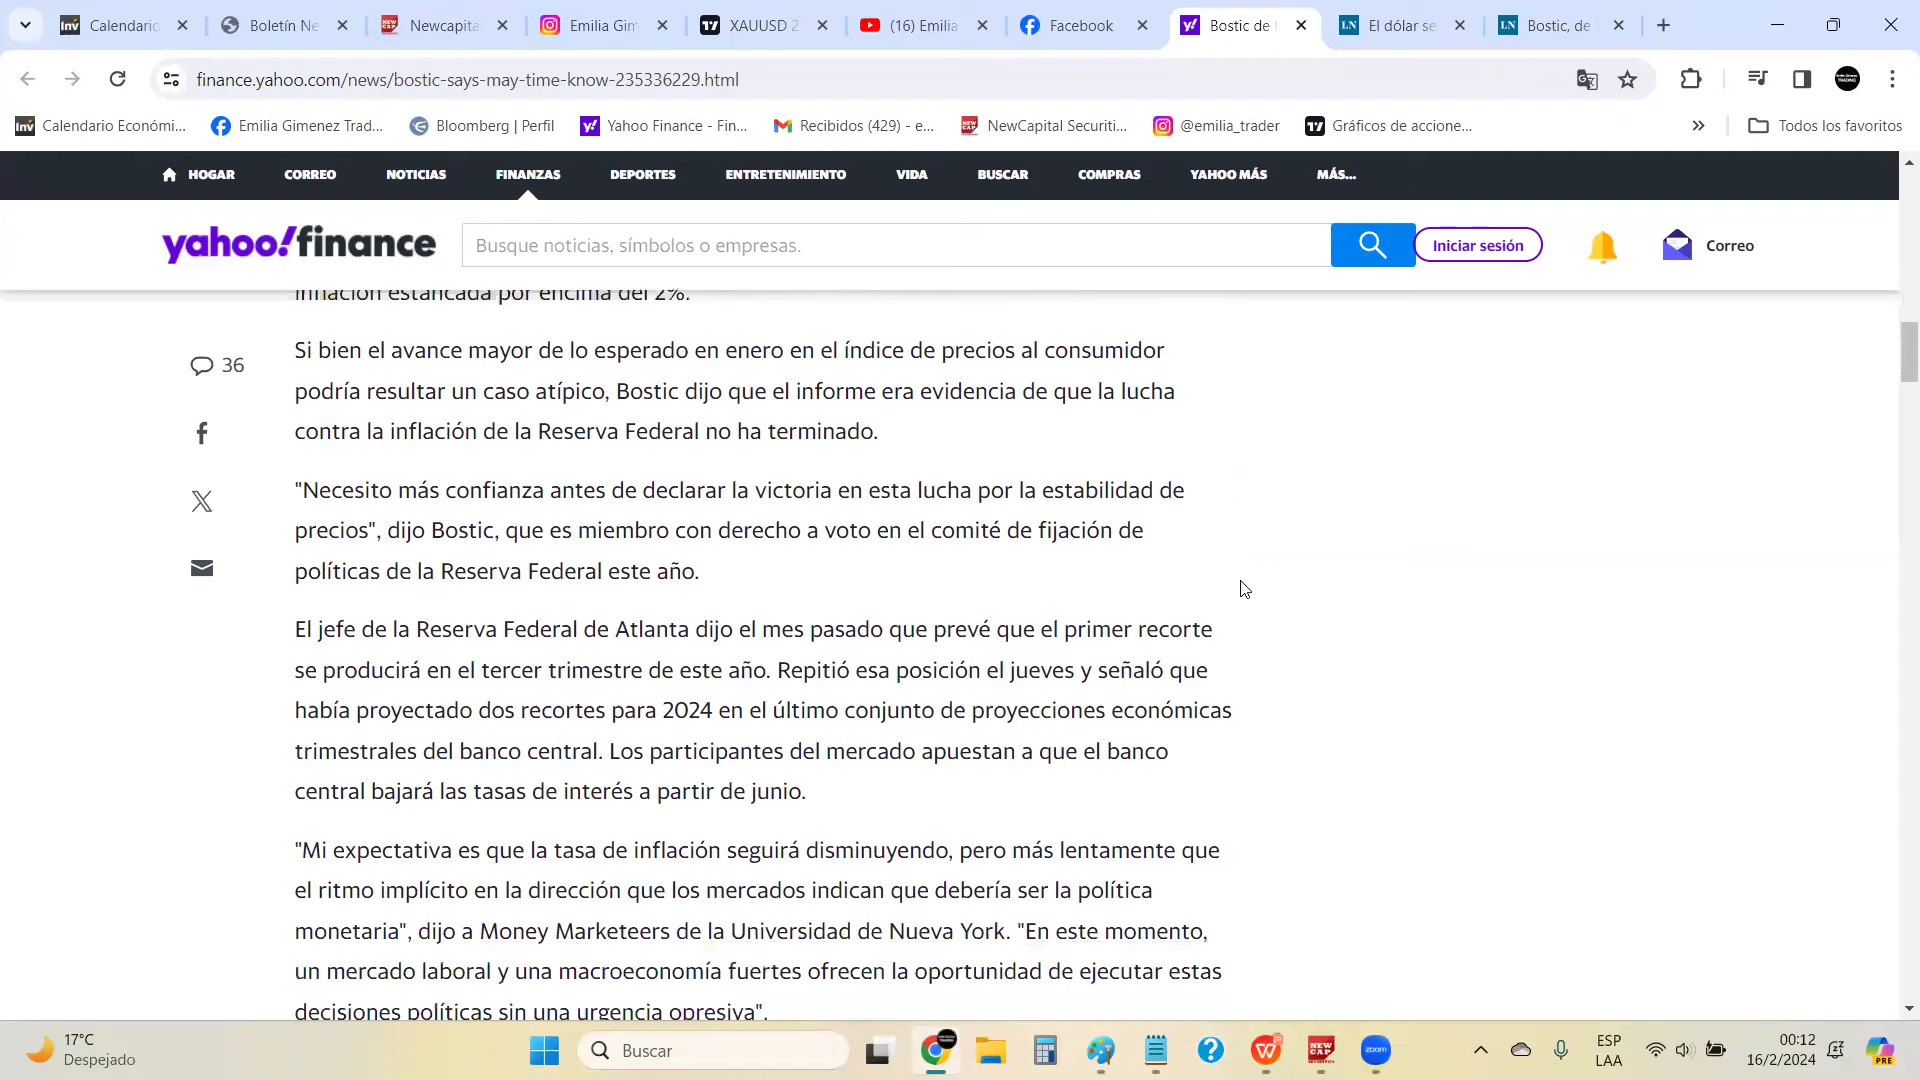 Calendario
Boletín Ne
Newcapita
Emilia Gim
XAUUSD 2
(16) Emilia
Facebook
Bostic de l
El dólar se
Bostic, de
finance.yahoo.com/news/bostic-says-may-time-know-235336229.html
Calendario Económi...
Emilia Gimenez Trad...
Bloomberg | Perfil
Yahoo Finance - Fin...
Recibidos (429) - e...
NewCapital Securiti...
@emilia_trader
Gráficos de accione...
Todos los favoritos
HOGAR
CORREO
NOTICIAS
FINANZAS
DEPORTES
ENTRETENIMIENTO
VIDA
BUSCAR
COMPRAS
YAHOO MÁS
MÁS...
yahoo!finance
Busque noticias, símbolos o empresas.
Iniciar sesión
Correo
inflación estancada por encima del 2%.
36
Si bien el avance mayor de lo esperado en enero en el índice de precios al consumidor
podría resultar un caso atípico, Bostic dijo que el informe era evidencia de que la lucha
contra la inflación de la Reserva Federal no ha terminado.
"Necesito más confianza antes de declarar la victoria en esta lucha por la estabilidad de
precios", dijo Bostic, que es miembro con derecho a voto en el comité de fijación de
políticas de la Reserva Federal este año.
El jefe de la Reserva Federal de Atlanta dijo el mes pasado que prevé que el primer recorte
se producirá en el tercer trimestre de este año. Repitió esa posición el jueves y señaló que
había proyectado dos recortes para 2024 en el último conjunto de proyecciones económicas
trimestrales del banco central. Los participantes del mercado apuestan a que el banco
central bajará las tasas de interés a partir de junio.
"Mi expectativa es que la tasa de inflación seguirá disminuyendo, pero más lentamente que
el ritmo implícito en la dirección que los mercados indican que debería ser la política
monetaria", dijo a Money Marketeers de la Universidad de Nueva York. "En este momento,
un mercado laboral y una macroeconomía fuertes ofrecen la oportunidad de ejecutar estas
decisiones políticas sin una urgencia opresiva".
17°C
Despejado
Buscar
zoom
ESP
LAA
00:12
16/2/2024
PRE